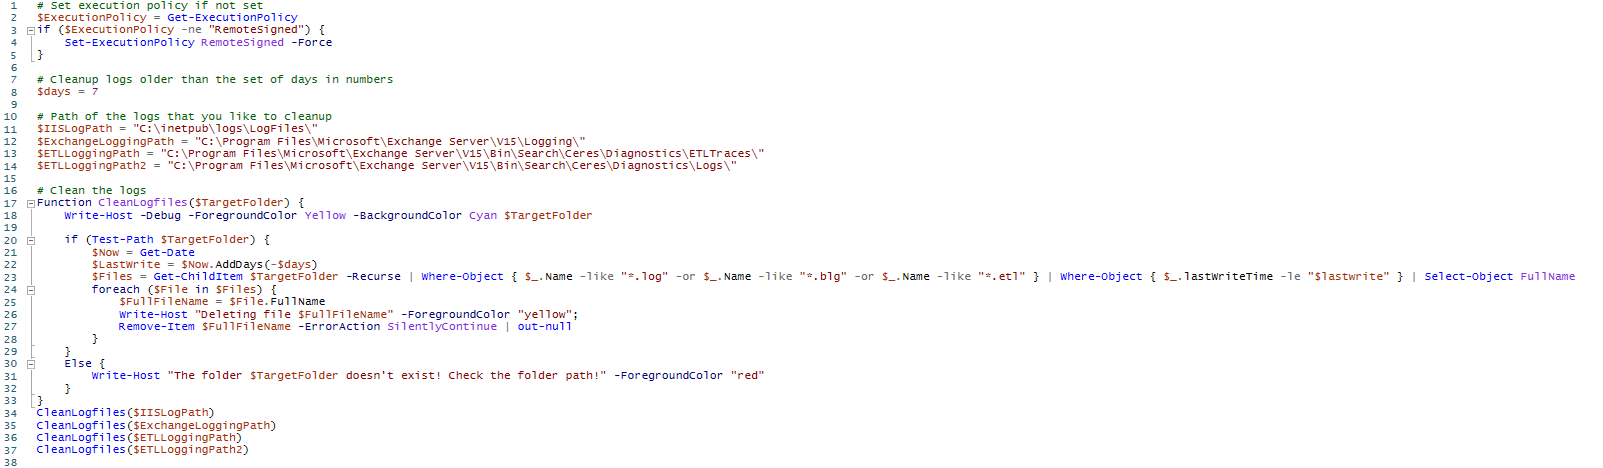 1 # Set execution policy if not set
2 $ExecutionPolicy = Get-ExecutionPolicy
3 if ($ExecutionPolicy -ne "RemoteSigned") {
4     Set-ExecutionPolicy RemoteSigned -Force
5 }
6
7 # Cleanup logs older than the set of days in numbers
8 $days = 7
9
10 # Path of the logs that you like to cleanup
11 $IISLogPath = "C:\inetpub\logs\LogFiles\"
12 $ExchangeLoggingPath = "C:\Program Files\Microsoft\Exchange Server\V15\Logging\"
13 $ETLLoggingPath = "C:\Program Files\Microsoft\Exchange Server\V15\Bin\Search\Ceres\Diagnostics\ETLTraces\"
14 $ETLLoggingPath2 = "C:\Program Files\Microsoft\Exchange Server\V15\Bin\Search\Ceres\Diagnostics\Logs\"
15
16 # Clean the logs
17 Function CleanLogfiles($TargetFolder) {
18     Write-Host -Debug -ForegroundColor Yellow -BackgroundColor Cyan $TargetFolder
19
20     if (Test-Path $TargetFolder) {
21         $Now = Get-Date
22         $LastWrite = $Now.AddDays(-$days)
23         $Files = Get-ChildItem $TargetFolder -Recurse | Where-Object { $_.Name -like "*.log" -or $_.Name -like "*.blg" -or $_.Name -like "*.etl" } | Where-Object { $_.lastWriteTime -le "$lastwrite" } | Select-Object FullName
24         foreach ($File in $Files) {
25             $FullFileName = $File.FullName
26             Write-Host "Deleting file $FullFileName" -ForegroundColor "yellow";
27             Remove-Item $FullFileName -ErrorAction SilentlyContinue | out-null
28         }
29     }
30     Else {
31         Write-Host "The folder $TargetFolder doesn't exist! Check the folder path!" -ForegroundColor "red"
32     }
33 }
34 CleanLogfiles($IISLogPath)
35 CleanLogfiles($ExchangeLoggingPath)
36 CleanLogfiles($ETLLoggingPath)
37 CleanLogfiles($ETLLoggingPath2)
38